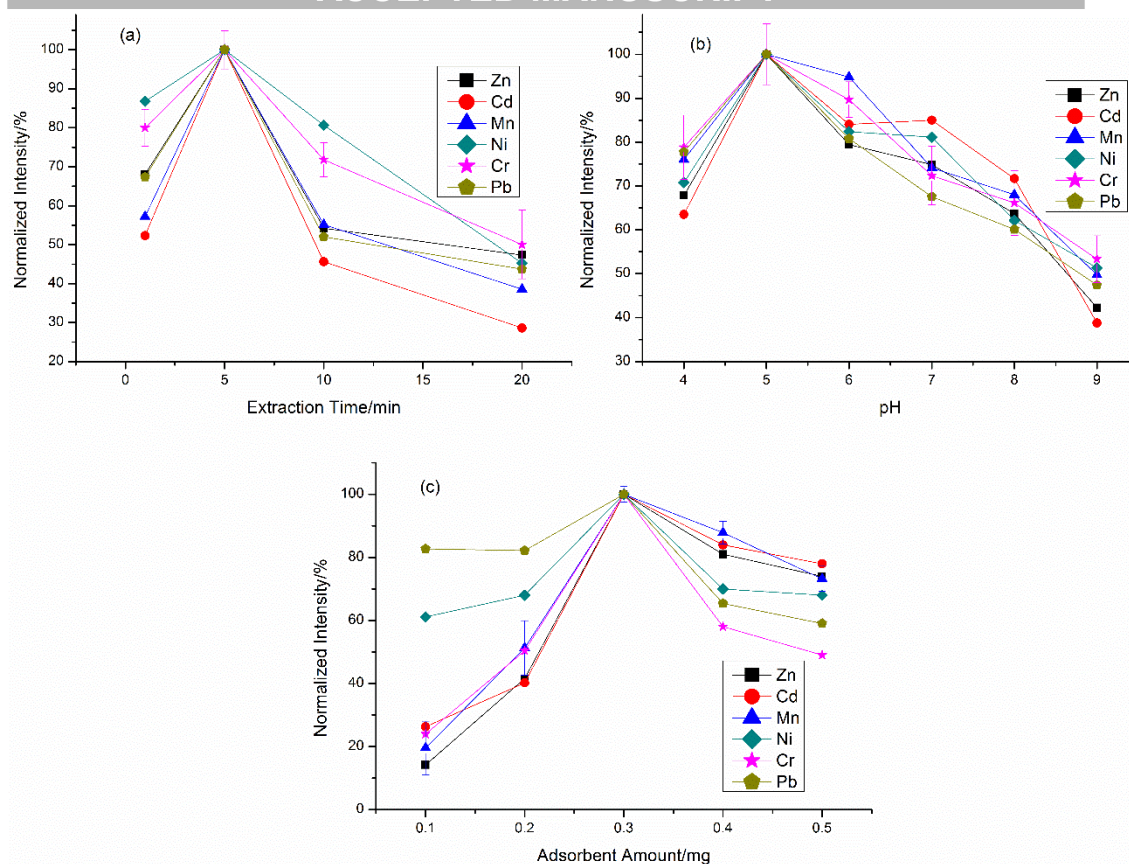 (a)
100
90
80
70
60
50
40
30
20
Normalized Intensity/%
0
5
10
15
20
Extraction Time/min
Zn
Cd
Mn
Ni
Cr
Pb
(b)
100
90
80
70
60
50
40
30
Normalized Intensity/%
4
5
6
7
8
9
pH
Zn
Cd
Mn
Ni
Cr
Pb
(c)
100
80
60
40
20
0
Normalized Intensity/%
0.1
0.2
0.3
0.4
0.5
Adsorbent Amount/mg
Zn
Cd
Mn
Ni
Cr
Pb